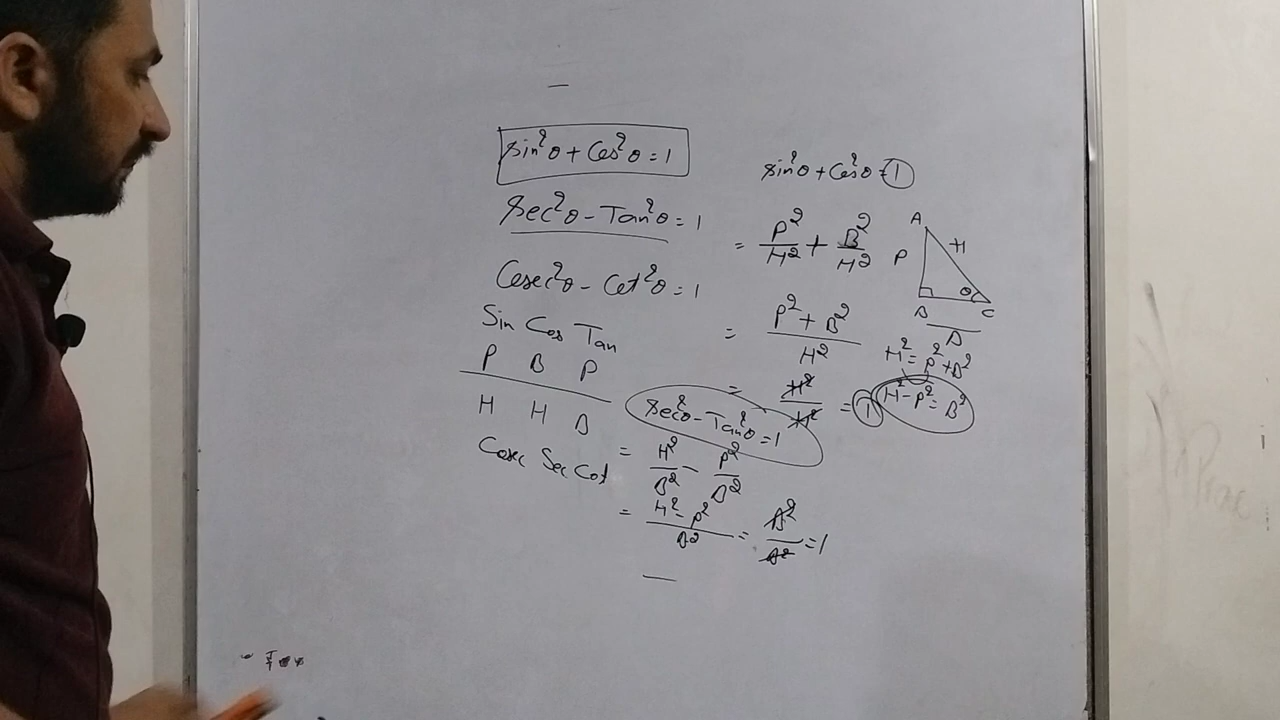 sin²θ + Cos²θ = 1
Sec²θ - Tan²θ = 1
Cosec²θ - Cot²θ = 1
Sin Cos Tan
P B P
H H B
Cosec Sec Cot
sin²θ + Cos²θ = 1
= P²/H² + B²/H²
= P² + B²/H²
= H²/H² = 1
A
P
H
θ
B
C
B
H² = P² + B²
H² - P² = B²
Sec²θ - Tan²θ = 1
= H²/B² - P²/B²
= H² - P²/B² = B²/B² = 1